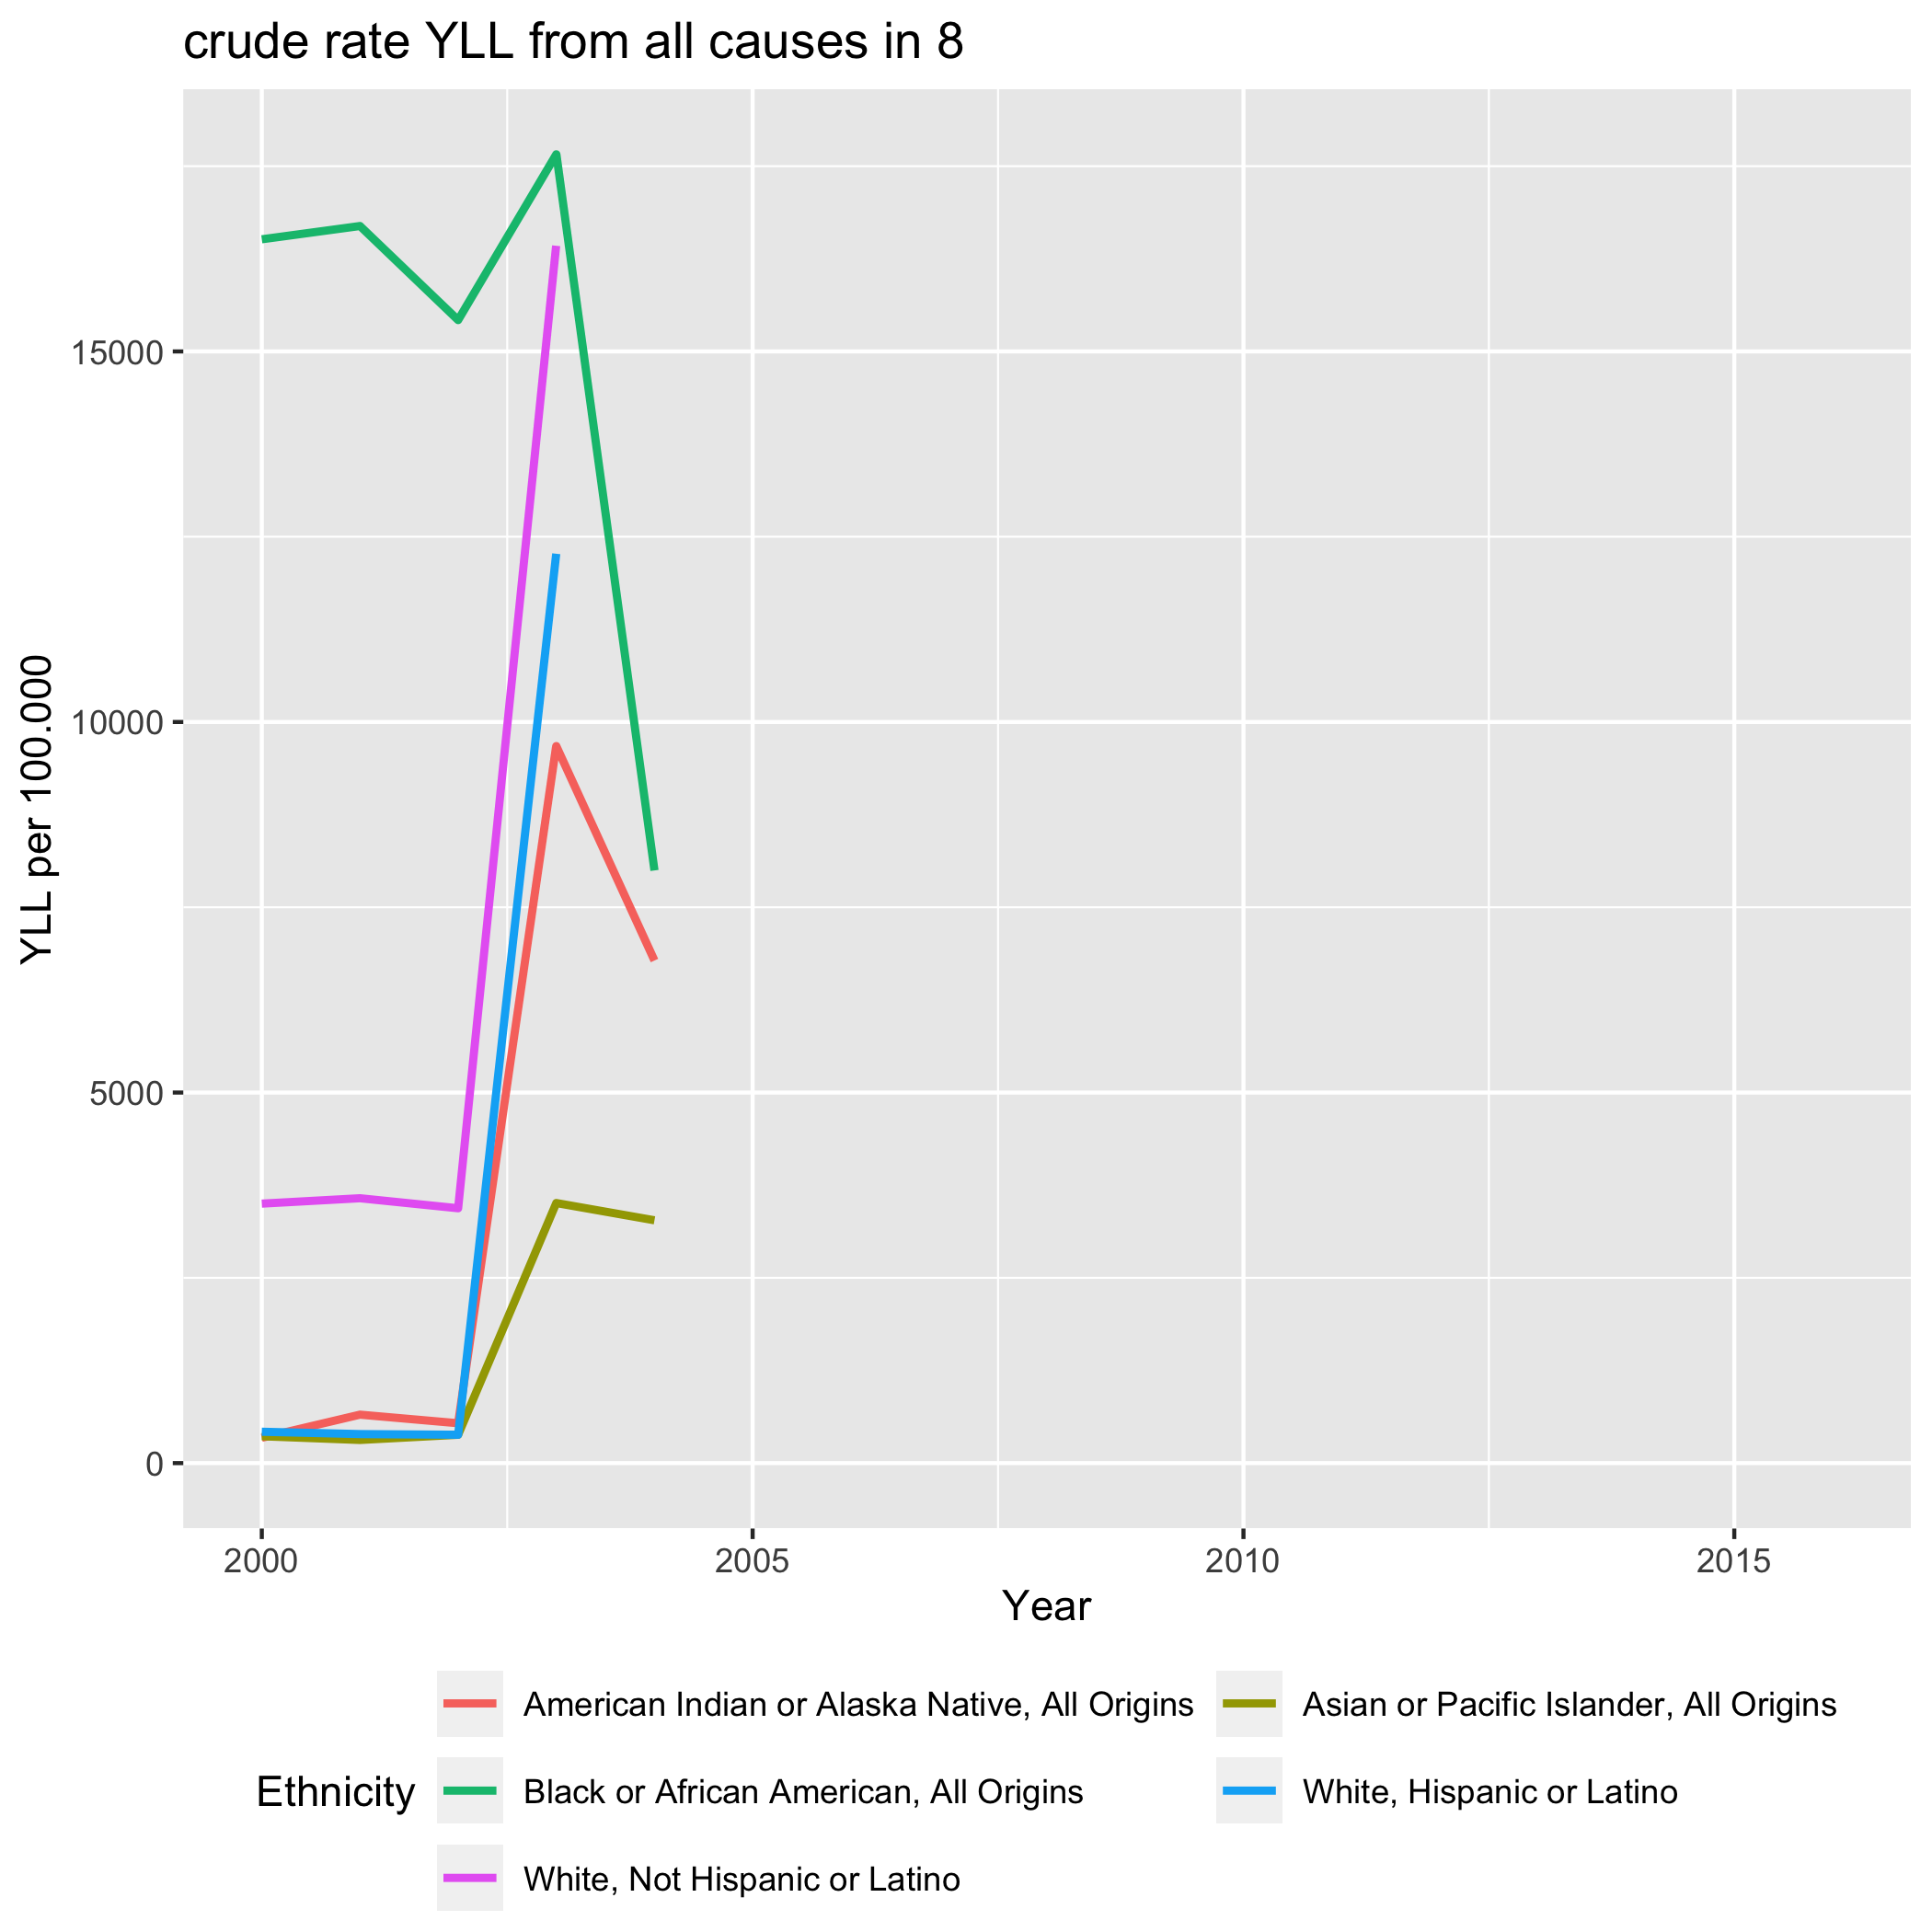 crude rate YLL from all causes in 8
YLL per 100.000
15000
10000
5000
0
2000 2005 2010 2015
Year
Ethnicity
American Indian or Alaska Native, All Origins
Asian or Pacific Islander, All Origins
Black or African American, All Origins
White, Hispanic or Latino
White, Not Hispanic or Latino